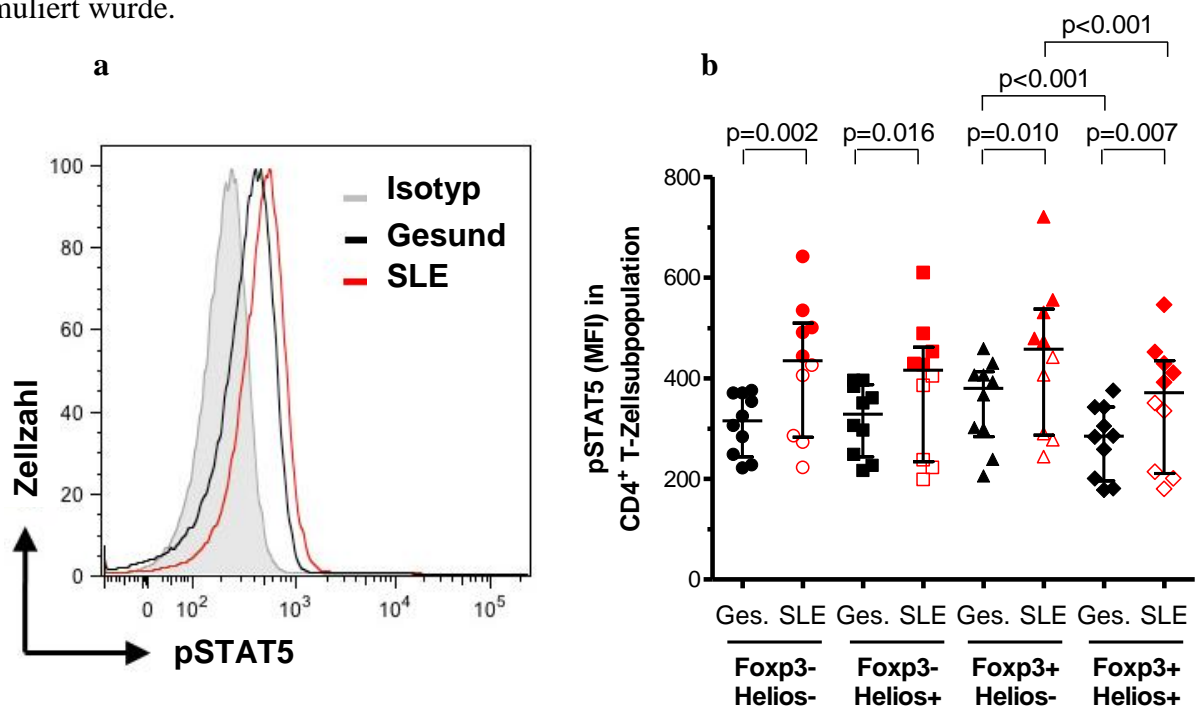 muliert wurde.
a
b
p<0.001
p<0.001
p=0.002 p=0.016 p=0.010 p=0.007
Isotyp
Gesund
SLE
100
80
60
40
20
0
Zellzahl
0 10² 10³ 10⁴ 10⁵
pSTAT5
pSTAT5 (MFI) in
CD4⁺ T-Zellsubpopulation
800
600
400
200
0
Ges. SLE Ges. SLE Ges. SLE Ges. SLE
Foxp3- Foxp3- Foxp3+ Foxp3+
Helios- Helios+ Helios- Helios+